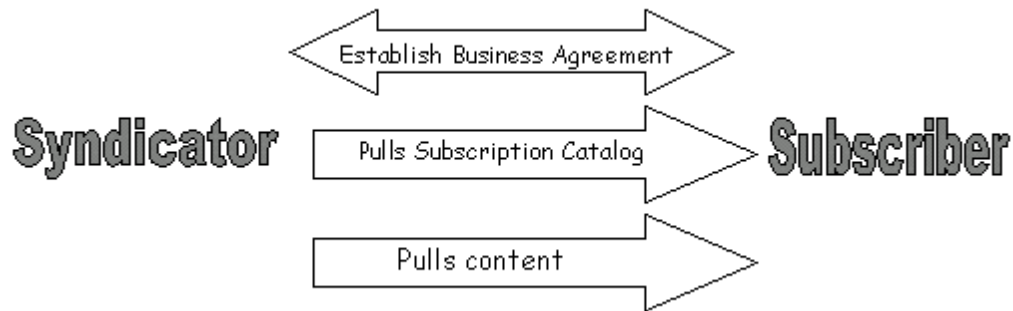 Establish Business Agreement
Syndicator
Pulls Subscription Catalog
Subscriber
Pulls content